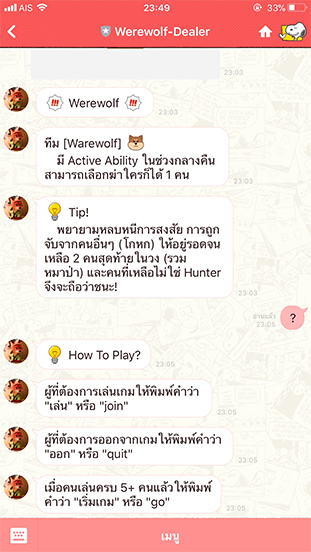 AIS
23:49
33%
Werewolf-Dealer
23:03
Werewolf
23:03
ทีม [Warewolf]
มี Active Ability ในช่วงกลางคืน
สามารถเลือกฆ่าใครก็ได้ 1 คน
23:03
Tip!
พยายามหลบหนีการสงสัย การถูก
จับจากคนอื่นๆ (โกหก) ให้อยู่รอดจน
เหลือ 2 คนสุดท้ายในวง (รวม
หมาป่า) และคนที่เหลือไม่ใช่ Hunter
จึงจะถือว่าชนะ!
23:03
อ่านแล้ว
23:05
?
How To Play?
23:05
ผู้ที่ต้องการเล่นเกมให้พิมพ์คำว่า
"เล่น" หรือ "join"
23:05
ผู้ที่ต้องการออกจากเกมให้พิมพ์คำว่า
"ออก" หรือ "quit"
23:05
เมื่อคนเล่นครบ 5+ คนแล้วให้พิมพ์
คำว่า "เริ่มเกม" หรือ "go"
23:05
เมนู